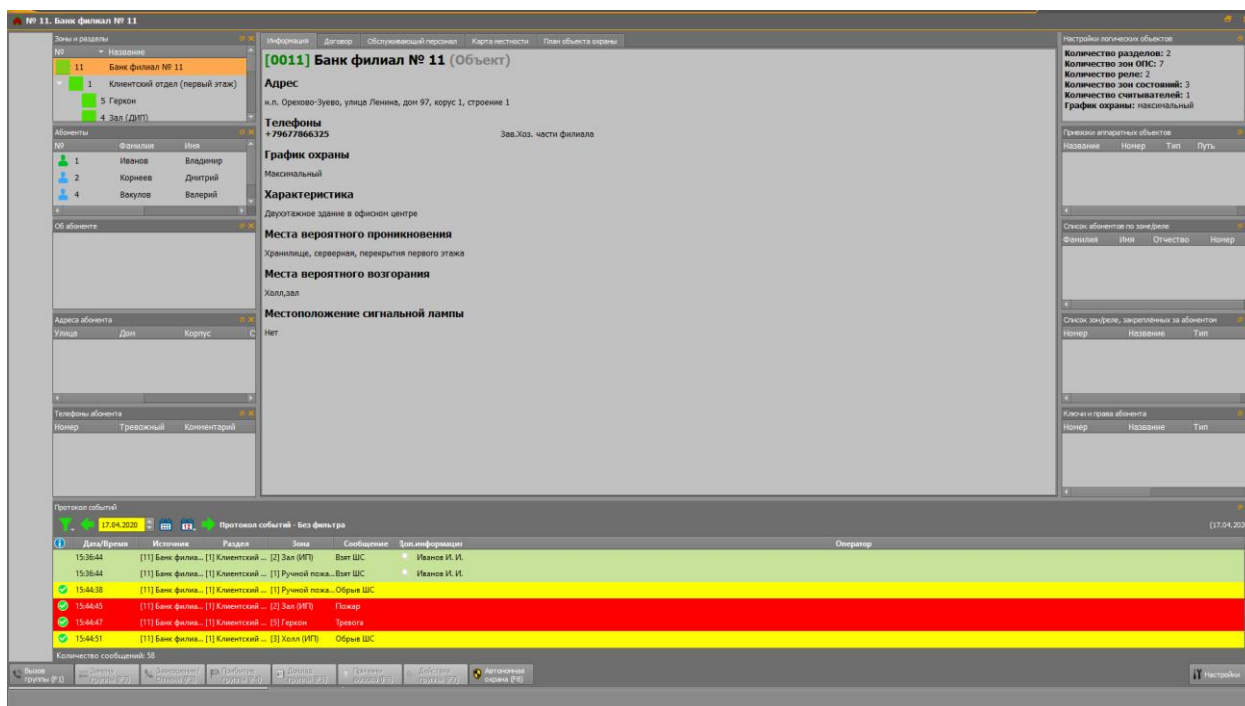 № 11. Банк филиал № 11
Зоны и разделы
№ Название
11 Банк филиал № 11
1 Клиентский отдел (первый этаж)
5 Геркон
4 Зал (ДИП)
Абоненты
№ Фамилия Имя
1 Иванов Владимир
2 Корнеев Дмитрий
4 Вакулов Валерий
Об абоненте
Адреса абонента
Улица Дом Корпус С
Телефоны абонента
Номер Тревожный Комментарий
Информация Договор Обслуживающий персонал Карта местности План объекта охраны
[0011] Банк филиал № 11 (Объект)
Адрес
н.п. Орехово-Зуево, улица Ленина, дом 97, корус 1, строение 1
Телефоны
+79677866325 Зав.Хоз. части филиала
График охраны
Максимальный
Характеристика
Двухэтажное здание в офисном центре
Места вероятного проникновения
Хранилище, серверная, перекрытия первого этажа
Места вероятного возгорания
Холл,зал
Местоположение сигнальной лампы
Нет
Настройки логических объектов
Количество разделов: 2
Количество зон ОПС: 7
Количество реле: 2
Количество зон состояний: 3
Количество считывателей: 1
График охраны: максимальный
Привязки аппаратных объектов
Название Номер Тип Путь
Список абонентов по зоне/реле
Фамилия Имя Отчество Номер
Список зон/реле, закреплённых за абонентом
Номер Название Тип
Ключи и права абонента
Номер Название Тип
Протокол событий
17.04.2020 12 Протокол событий - Без фильтра (17.04.202
Дата/Время Источник Раздел Зона Сообщение Доп.информация Оператор
15:36:44 [11] Банк филиа... [1] Клиентский ... [2] Зал (ИП) Взят ШС Иванов И. И.
15:36:44 [11] Банк филиа... [1] Клиентский ... [1] Ручной пожа... Взят ШС Иванов И. И.
15:44:38 [11] Банк филиа... [1] Клиентский ... [1] Ручной пожа... Обрыв ШС
15:44:45 [11] Банк филиа... [1] Клиентский ... [2] Зал (ИП) Пожар
15:44:47 [11] Банк филиа... [1] Клиентский ... [5] Геркон Тревога
15:44:51 [11] Банк филиа... [1] Клиентский ... [3] Холл (ИП) Обрыв ШС
Количество сообщений: 58
Вызов группы (F1)
Автономная охрана (F8)
Настройки